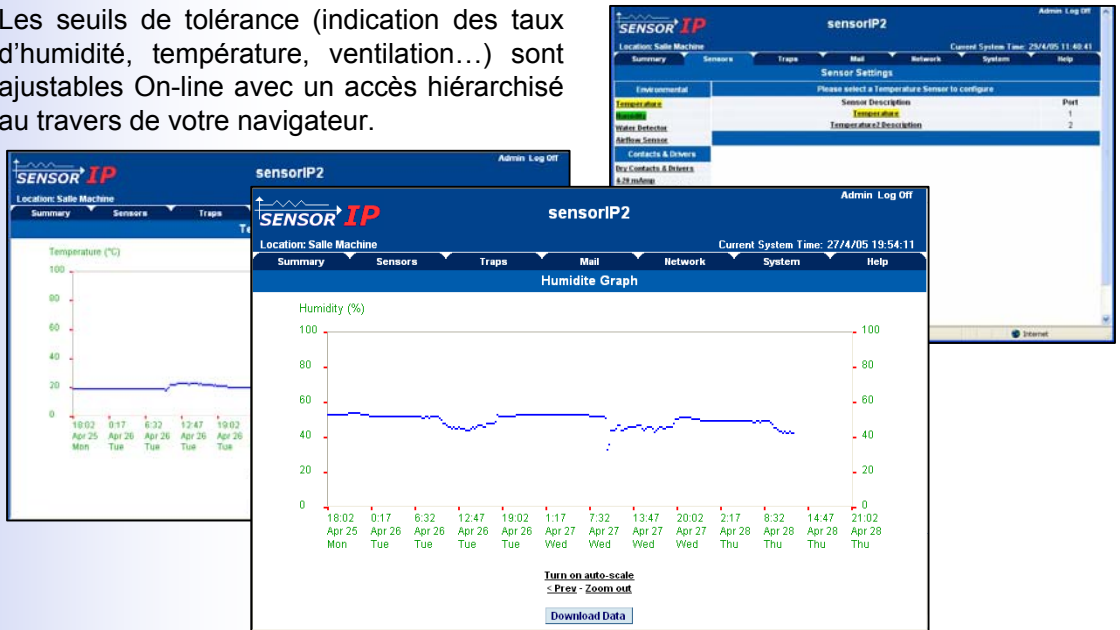 Les seuils de tolérance (indication des taux
d'humidité, température, ventilation…) sont
ajustables On-line avec un accès hiérarchisé
au travers de votre navigateur.
SENSOR IP
sensorIP2
Admin Log Off
Location: Salle Machine
Current System Time: 29/4/05 11:40:41
Summary Sensors Traps Mail Network System Help
Sensor Settings
Environmental
Please select a Temperature Sensor to configure
Temperature
Humidity
Water Detector
Airflow Sensor
Sensor Description Port
Temperature 1
Temperature2 Description 2
Contacts & Drivers
Dry Contacts & Drivers
4-20 mAmp
Internet
SENSOR IP
sensorIP2
Admin Log Off
Location: Salle Machine
Summary Sensors Traps
Te
Temperature (°C)
100
80
60
40
20
0
18:02 0:17 6:32 12:47 19:02
Apr 25 Apr 26 Apr 26 Apr 26 Apr 26
Mon Tue Tue Tue Tue
SENSOR IP
sensorIP2
Admin Log Off
Location: Salle Machine
Current System Time: 27/4/05 19:54:11
Summary Sensors Traps Mail Network System Help
Humidite Graph
Humidity (%)
100 100
80 80
60 60
40 40
20 20
0 0
18:02 0:17 6:32 12:47 19:02 1:17 7:32 13:47 20:02 2:17 8:32 14:47 21:02
Apr 25 Apr 26 Apr 26 Apr 26 Apr 26 Apr 27 Apr 27 Apr 27 Apr 27 Apr 28 Apr 28 Apr 28 Apr 28
Mon Tue Tue Tue Tue Wed Wed Wed Wed Thu Thu Thu Thu
Turn on auto-scale
< Prev - Zoom out
Download Data